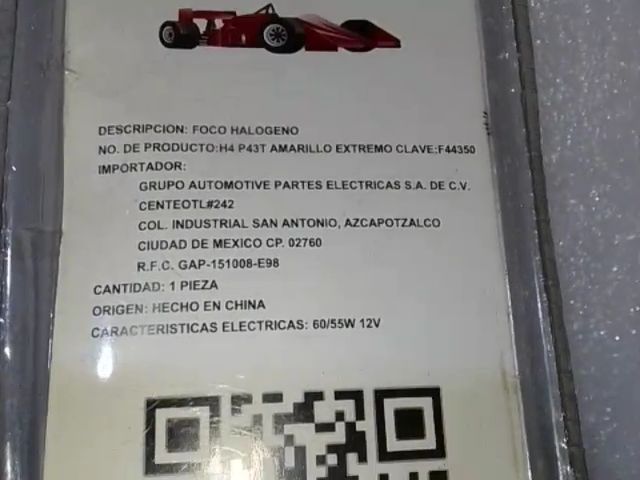 DESCRIPCION: FOCO HALOGENO
NO. DE PRODUCTO:H4 P43T AMARILLO EXTREMO CLAVE:F44350
IMPORTADOR:
GRUPO AUTOMOTIVE PARTES ELECTRICAS S.A. DE C.V.
CENTEOTL#242
COL. INDUSTRIAL SAN ANTONIO, AZCAPOTZALCO
CIUDAD DE MEXICO CP. 02760
R.F.C. GAP-151008-E98
CANTIDAD: 1 PIEZA
ORIGEN: HECHO EN CHINA
CARACTERISTICAS ELECTRICAS: 60/55W 12V